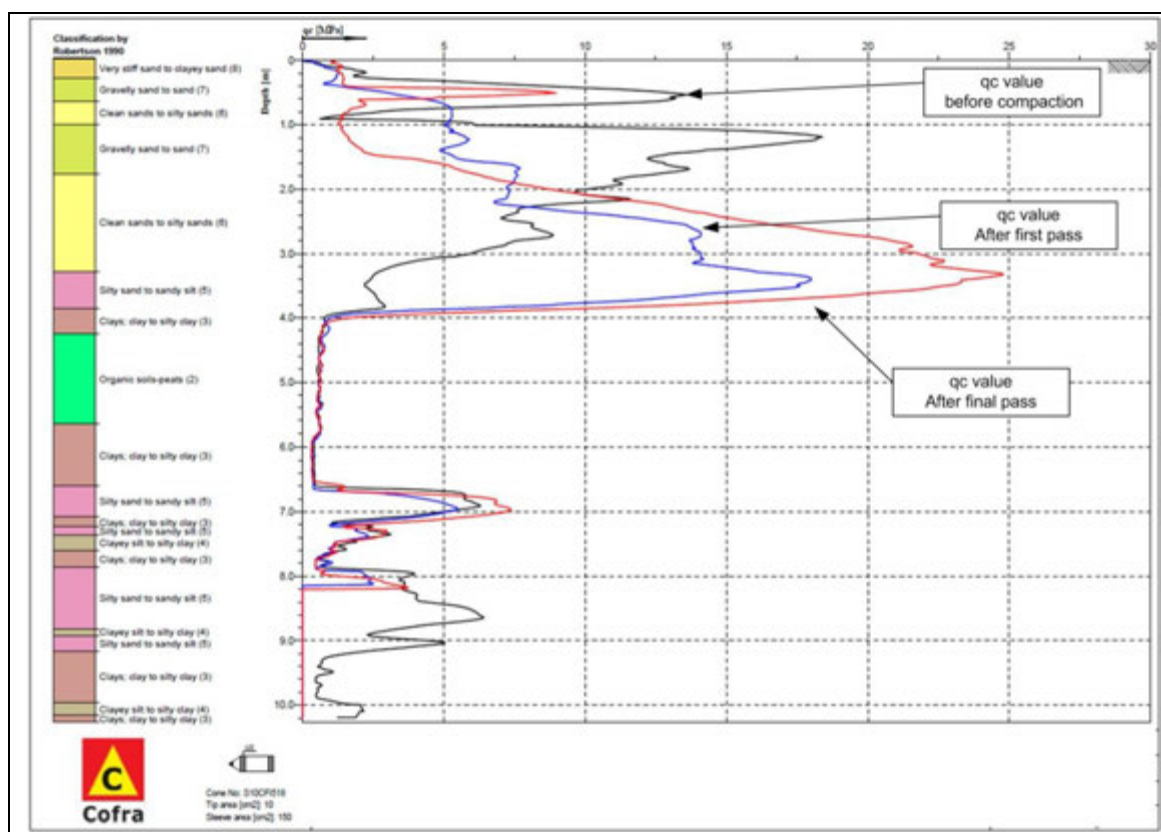 Classification by
Robertson 1990
Very stiff sand to clayey sand (8)
Gravelly sand to sand (7)
Clean sands to silty sands (6)
Gravelly sand to sand (7)
Clean sands to silty sands (6)
Silty sand to sandy silt (5)
Clays; clay to silty clay (3)
Organic soils-peats (2)
Clays; clay to silty clay (3)
Silty sand to sandy silt (5)
Clays; clay to silty clay (3)
Silty sand to sandy silt (5)
Clayey silt to silty clay (4)
Clays; clay to silty clay (3)
Silty sand to sandy silt (5)
Clayey silt to silty clay (4)
Silty sand to sandy silt (5)
Clays; clay to silty clay (3)
Clayey silt to silty clay (4)
Clays; clay to silty clay (3)
0 5 10 15 20 25 30
Depth [m]
0
1.0
2.0
3.0
4.0
5.0
6.0
7.0
8.0
9.0
10.0
qc value
before compaction
qc value
After first pass
qc value
After final pass
C
Cofra
Tip area [cm2]: 10
Sleeve area [cm2]: 150